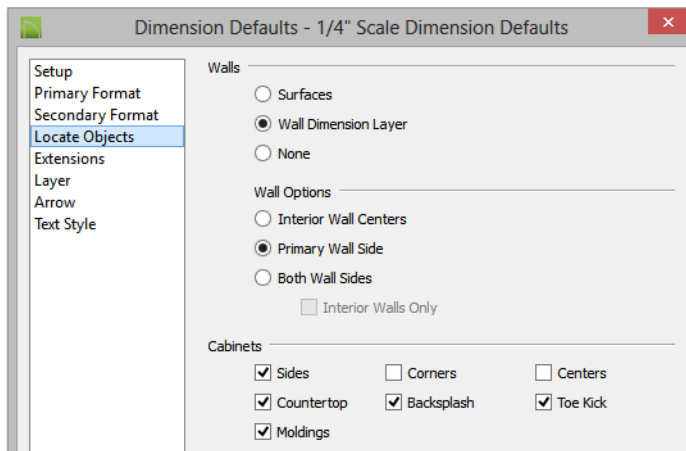 Dimension Defaults - 1/4" Scale Dimension Defaults
Setup
Primary Format
Secondary Format
Locate Objects
Extensions
Layer
Arrow
Text Style
Walls
Surfaces
Wall Dimension Layer
None
Wall Options
Interior Wall Centers
Primary Wall Side
Both Wall Sides
Interior Walls Only
Cabinets
Sides Corners Centers
Countertop Backsplash Toe Kick
Moldings